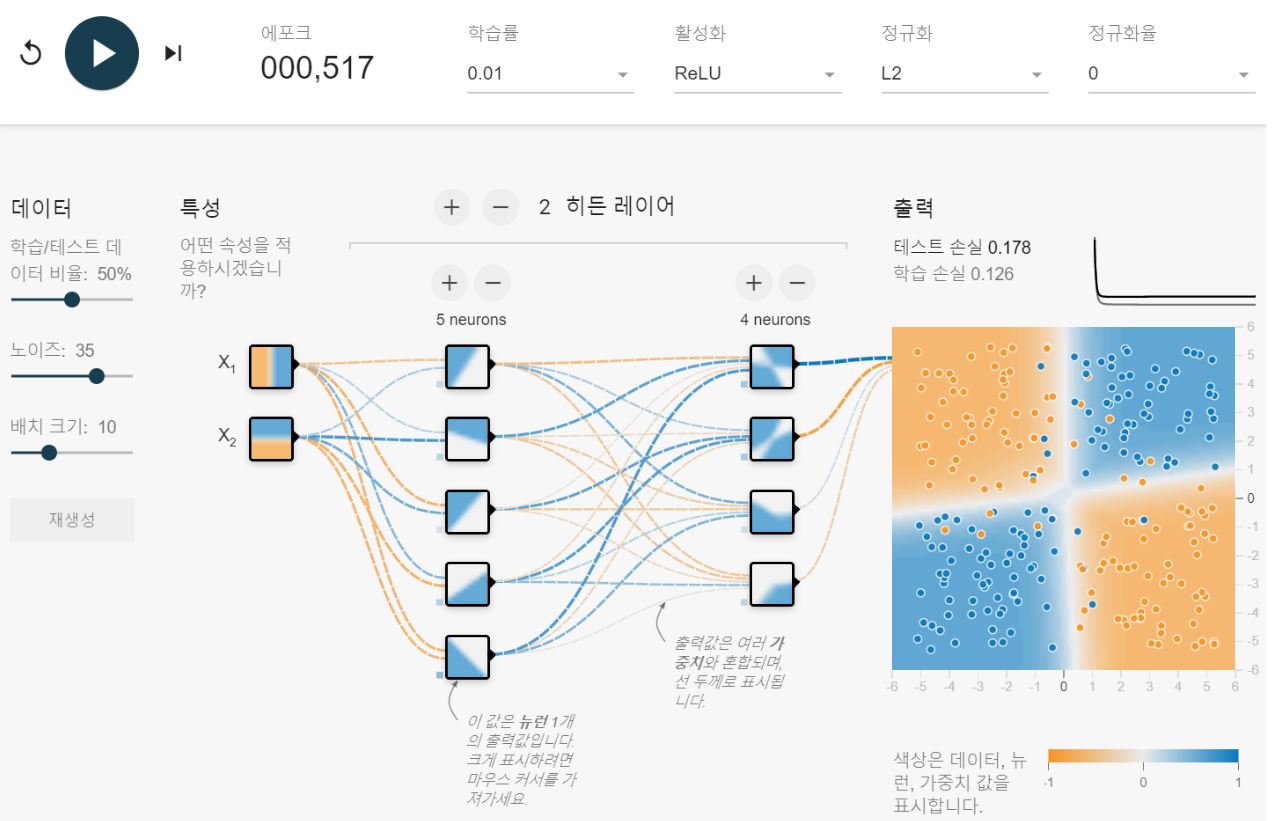 에포크
000,517
학습률
0.01
활성화
ReLU
정규화
L2
정규화율
0
데이터
학습/테스트 데
이터 비율: 50%
노이즈: 35
배치 크기: 10
재생성
특성
어떤 속성을 적
용하시겠습니
까?
X1
X2
+ − 2 히든 레이어
+ −
5 neurons
+ −
4 neurons
이 값은 뉴런 1개
의 출력값입니다.
크게 표시하려면
마우스 커서를 가
져가세요.
출력값은 여러 가
중치와 혼합되며,
선 두께로 표시됩
니다.
출력
테스트 손실 0.178
학습 손실 0.126
6
5
4
3
2
1
0
-1
-2
-3
-4
-5
-6
-6 -5 -4 -3 -2 -1 0 1 2 3 4 5 6
색상은 데이터, 뉴
런, 가중치 값을
표시합니다.
-1 0 1